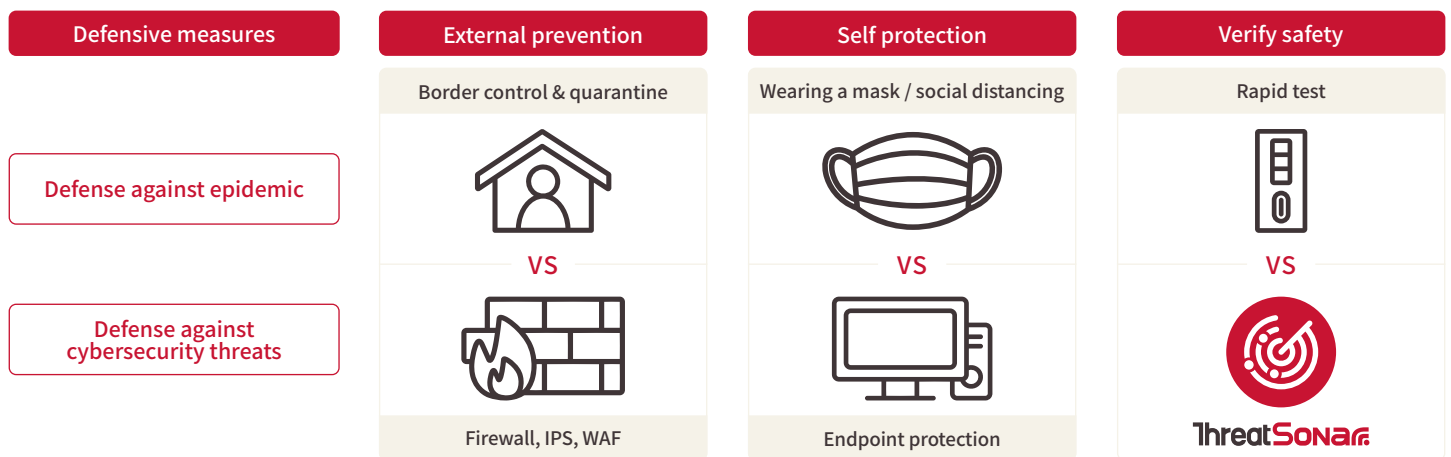 Defensive measures
External prevention
Self protection
Verify safety
Border control & quarantine
Wearing a mask / social distancing
Rapid test
Defense against epidemic
VS
VS
VS
Defense against
cybersecurity threats
Firewall, IPS, WAF
Endpoint protection
ThreatSonar